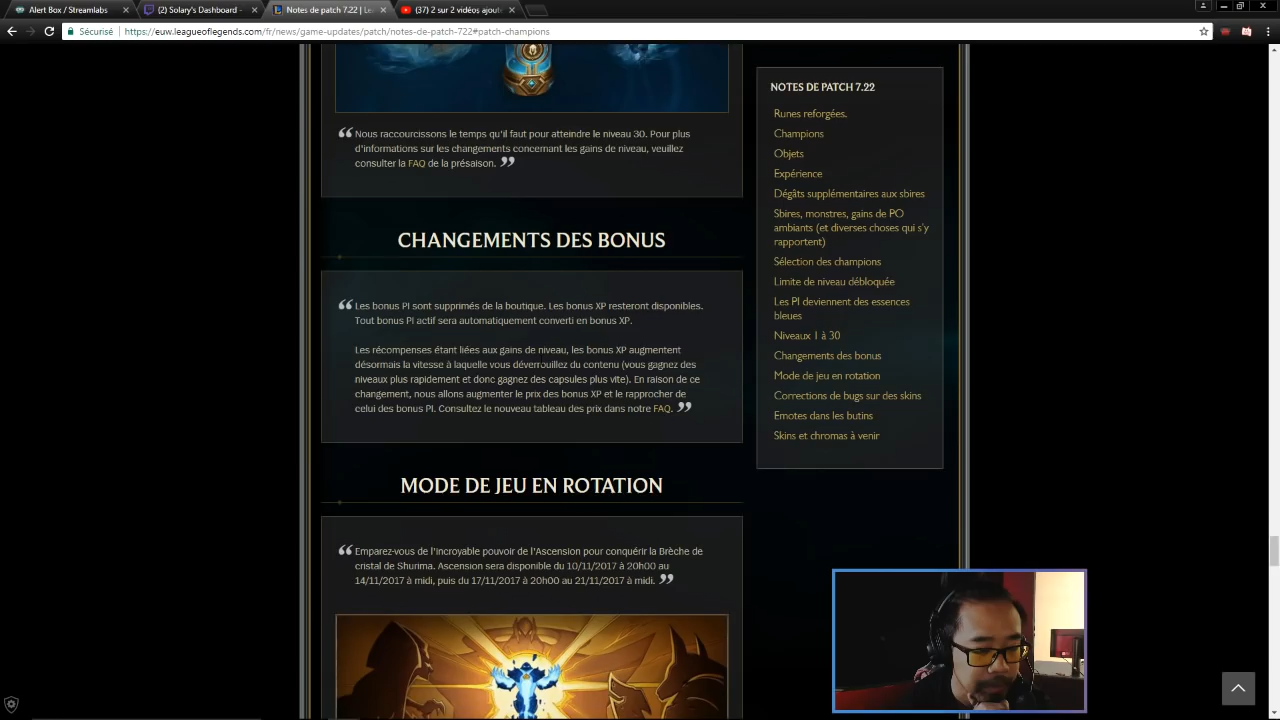 Alert Box / Streamlabs
(2) Solary's Dashboard -
Notes de patch 7.22 | Le
(37) 2 sur 2 vidéos ajout
Sécurisé
https://euw.leagueoflegends.com/fr/news/game-updates/patch/notes-de-patch-722#patch-champions
Nous raccourcissons le temps qu'il faut pour atteindre le niveau 30. Pour plus
d'informations sur les changements concernant les gains de niveau, veuillez
consulter la FAQ de la présaison.
CHANGEMENTS DES BONUS
Les bonus PI sont supprimés de la boutique. Les bonus XP resteront disponibles.
Tout bonus PI actif sera automatiquement converti en bonus XP.
Les récompenses étant liées aux gains de niveau, les bonus XP augmentent
désormais la vitesse à laquelle vous déverrouillez du contenu (vous gagnez des
niveaux plus rapidement et donc gagnez des capsules plus vite). En raison de ce
changement, nous allons augmenter le prix des bonus XP et le rapprocher de
celui des bonus PI. Consultez le nouveau tableau des prix dans notre FAQ.
MODE DE JEU EN ROTATION
Emparez-vous de l'incroyable pouvoir de l'Ascension pour conquérir la Brèche de
cristal de Shurima. Ascension sera disponible du 10/11/2017 à 20h00 au
14/11/2017 à midi, puis du 17/11/2017 à 20h00 au 21/11/2017 à midi.
NOTES DE PATCH 7.22
Runes reforgées.
Champions
Objets
Expérience
Dégâts supplémentaires aux sbires
Sbires, monstres, gains de PO
ambiants (et diverses choses qui s'y
rapportent)
Sélection des champions
Limite de niveau débloquée
Les PI deviennent des essences
bleues
Niveaux 1 à 30
Changements des bonus
Mode de jeu en rotation
Corrections de bugs sur des skins
Emotes dans les butins
Skins et chromas à venir